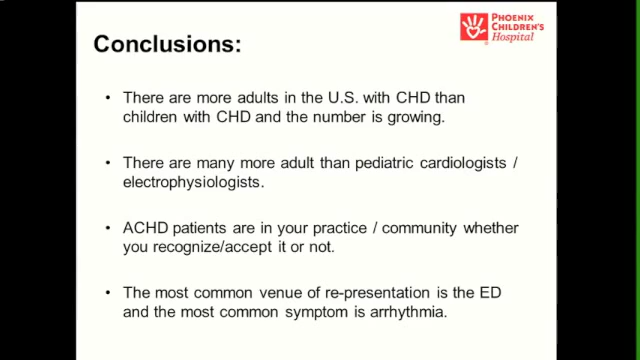 PHOENIX
CHILDREN'S
Hospital
Conclusions:
• There are more adults in the U.S. with CHD than
children with CHD and the number is growing.
• There are many more adult than pediatric cardiologists /
electrophysiologists.
• ACHD patients are in your practice / community whether
you recognize/accept it or not.
• The most common venue of re-presentation is the ED
and the most common symptom is arrhythmia.